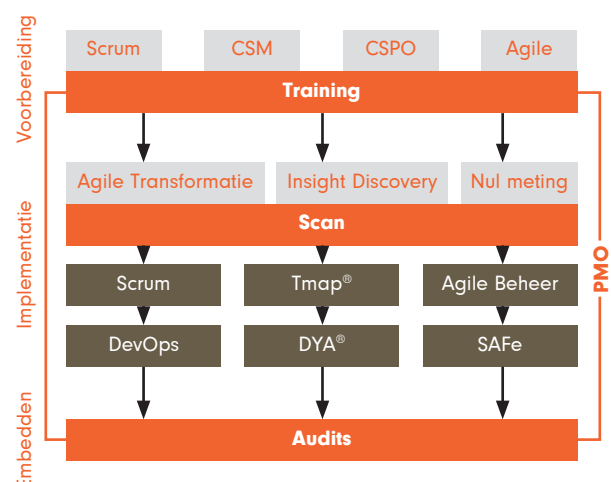 Voorbereiding
Scrum
CSM
CSPO
Agile
Training
Implementatie
Agile Transformatie
Insight Discovery
Nul meting
Scan
PMO
Scrum
Tmap®
Agile Beheer
DevOps
DYA®
SAFe
Embedden
Audits